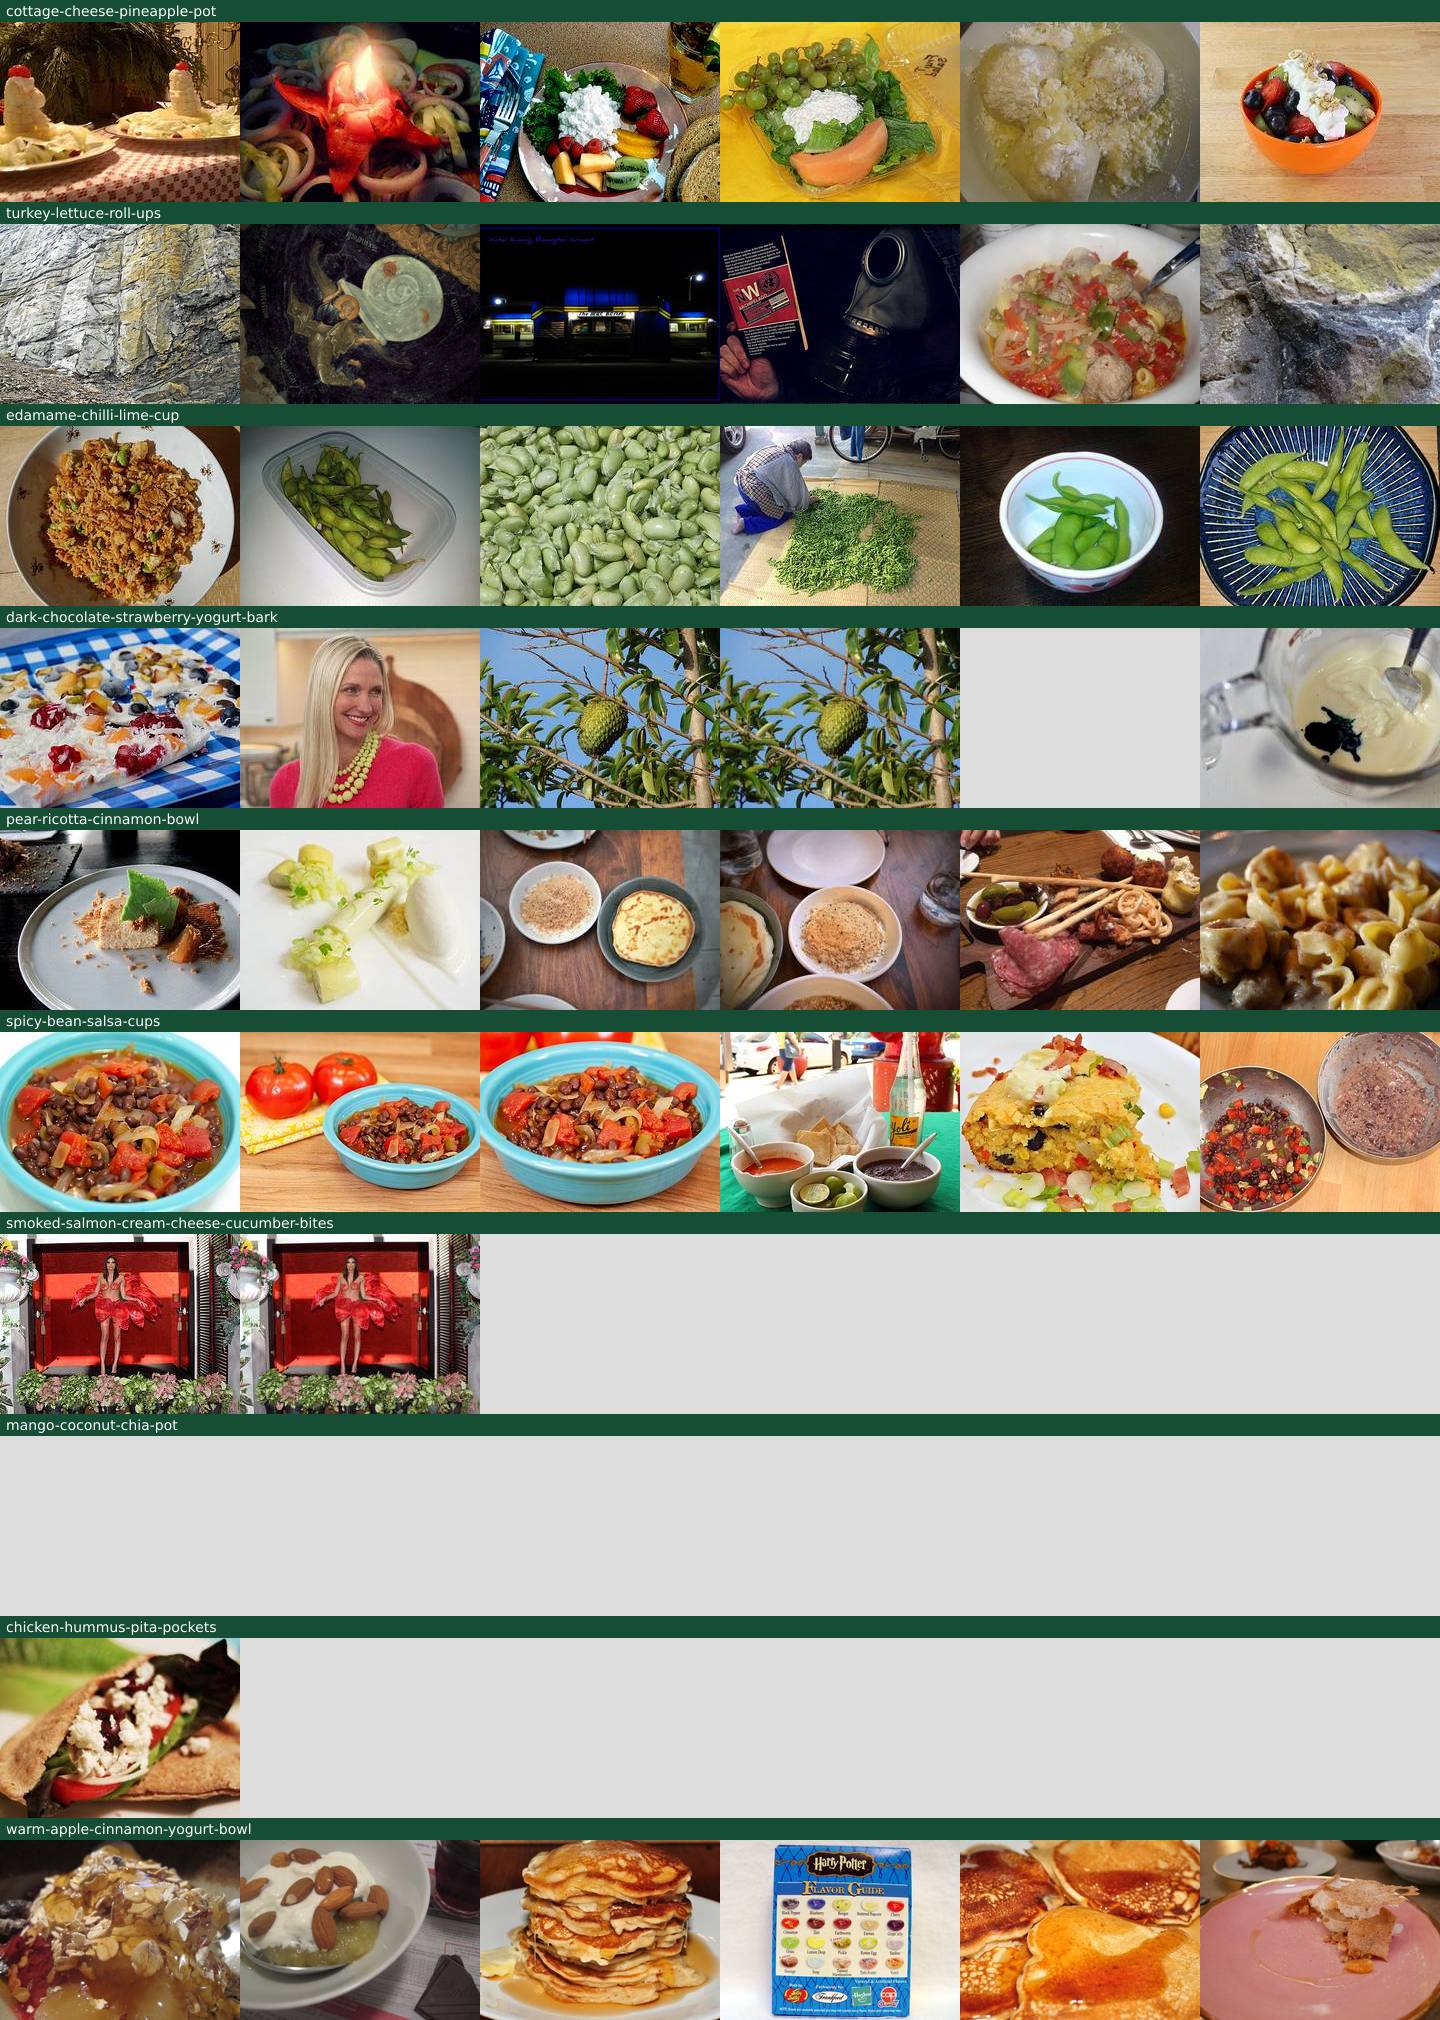 cottage-cheese-pineapple-pot
turkey-lettuce-roll-ups
edamame-chilli-lime-cup
dark-chocolate-strawberry-yogurt-bark
pear-ricotta-cinnamon-bowl
spicy-bean-salsa-cups
Yoli
smoked-salmon-cream-cheese-cucumber-bites
mango-coconut-chia-pot
chicken-hummus-pita-pockets
warm-apple-cinnamon-yogurt-bowl
Harry Potter
FLAVOR GUIDE